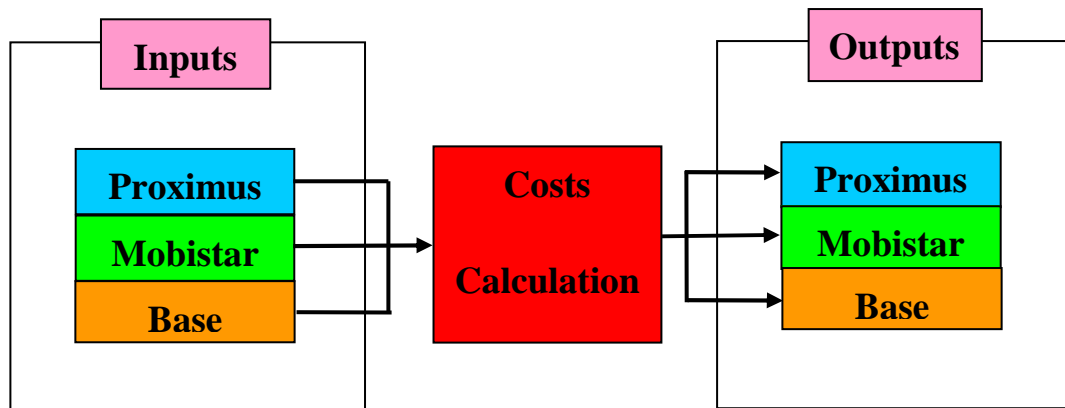 Inputs
Outputs
Proximus
Mobistar
Base
Costs
Calculation
Proximus
Mobistar
Base